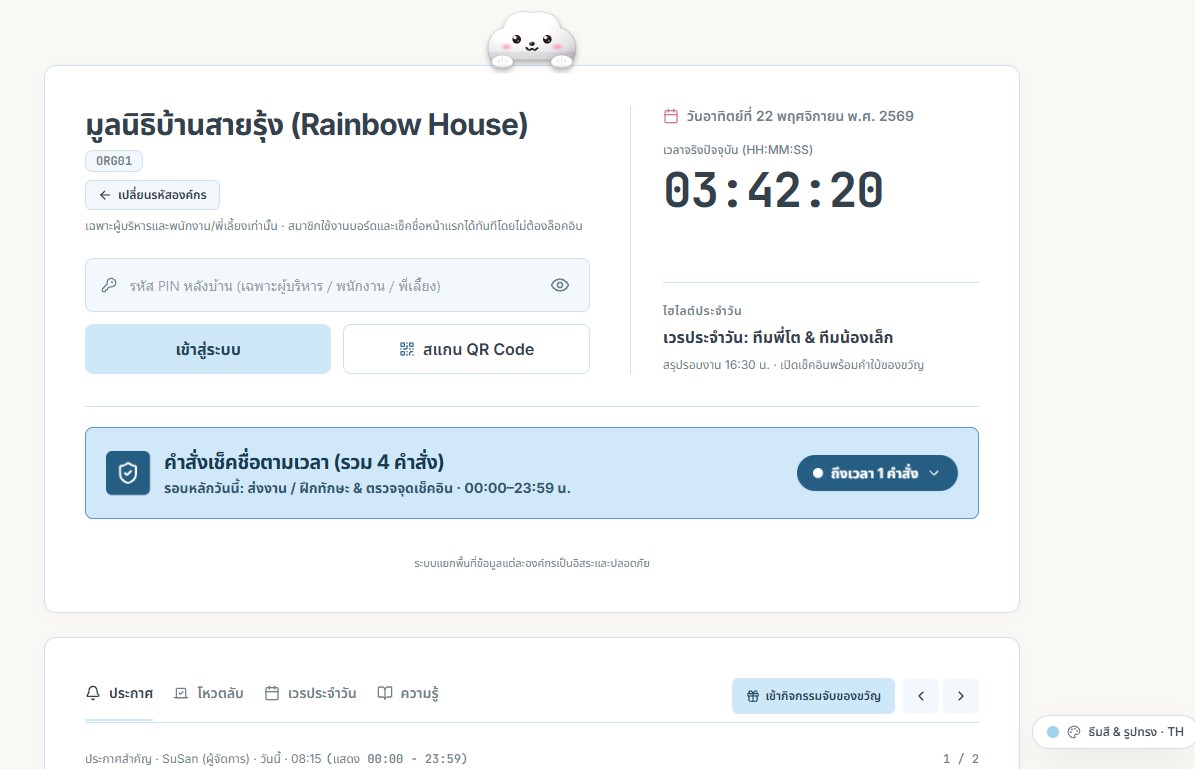 มูลนิธิบ้านสายรุ้ง (Rainbow House)
ORG01
เปลี่ยนรหัสองค์กร
เฉพาะผู้บริหารและพนักงาน/พี่เลี้ยงเท่านั้น · สมาชิกใช้งานบอร์ดและเช็คชื่อหน้าแรกได้ทันทีโดยไม่ต้องล็อคอิน
รหัส PIN หลังบ้าน (เฉพาะผู้บริหาร / พนักงาน / พี่เลี้ยง)
เข้าสู่ระบบ
สแกน QR Code
วันอาทิตย์ที่ 22 พฤศจิกายน พ.ศ. 2569
เวลาจริงปัจจุบัน (HH:MM:SS)
03:42:20
ไฮไลต์ประจำวัน
เวรประจำวัน: ทีมพี่โต & ทีมน้องเล็ก
สรุปรอบงาน 16:30 น. · เปิดเช็คอินพร้อมคำใบ้ของขวัญ
คำสั่งเช็คชื่อตามเวลา (รวม 4 คำสั่ง)
รอบหลักวันนี้: ส่งงาน / ฝึกทักษะ & ตรวจจุดเช็คอิน · 00:00–23:59 น.
ถึงเวลา 1 คำสั่ง
ระบบแยกพื้นที่ข้อมูลแต่ละองค์กรเป็นอิสระและปลอดภัย
ประกาศ
โหวตลับ
เวรประจำวัน
ความรู้
เข้ากิจกรรมจับของขวัญ
ธีมสี & รูปทรง · TH
ประกาศสำคัญ · SuSan (ผู้จัดการ) · วันนี้ · 08:15 (แสดง 00:00 - 23:59)
1 / 2